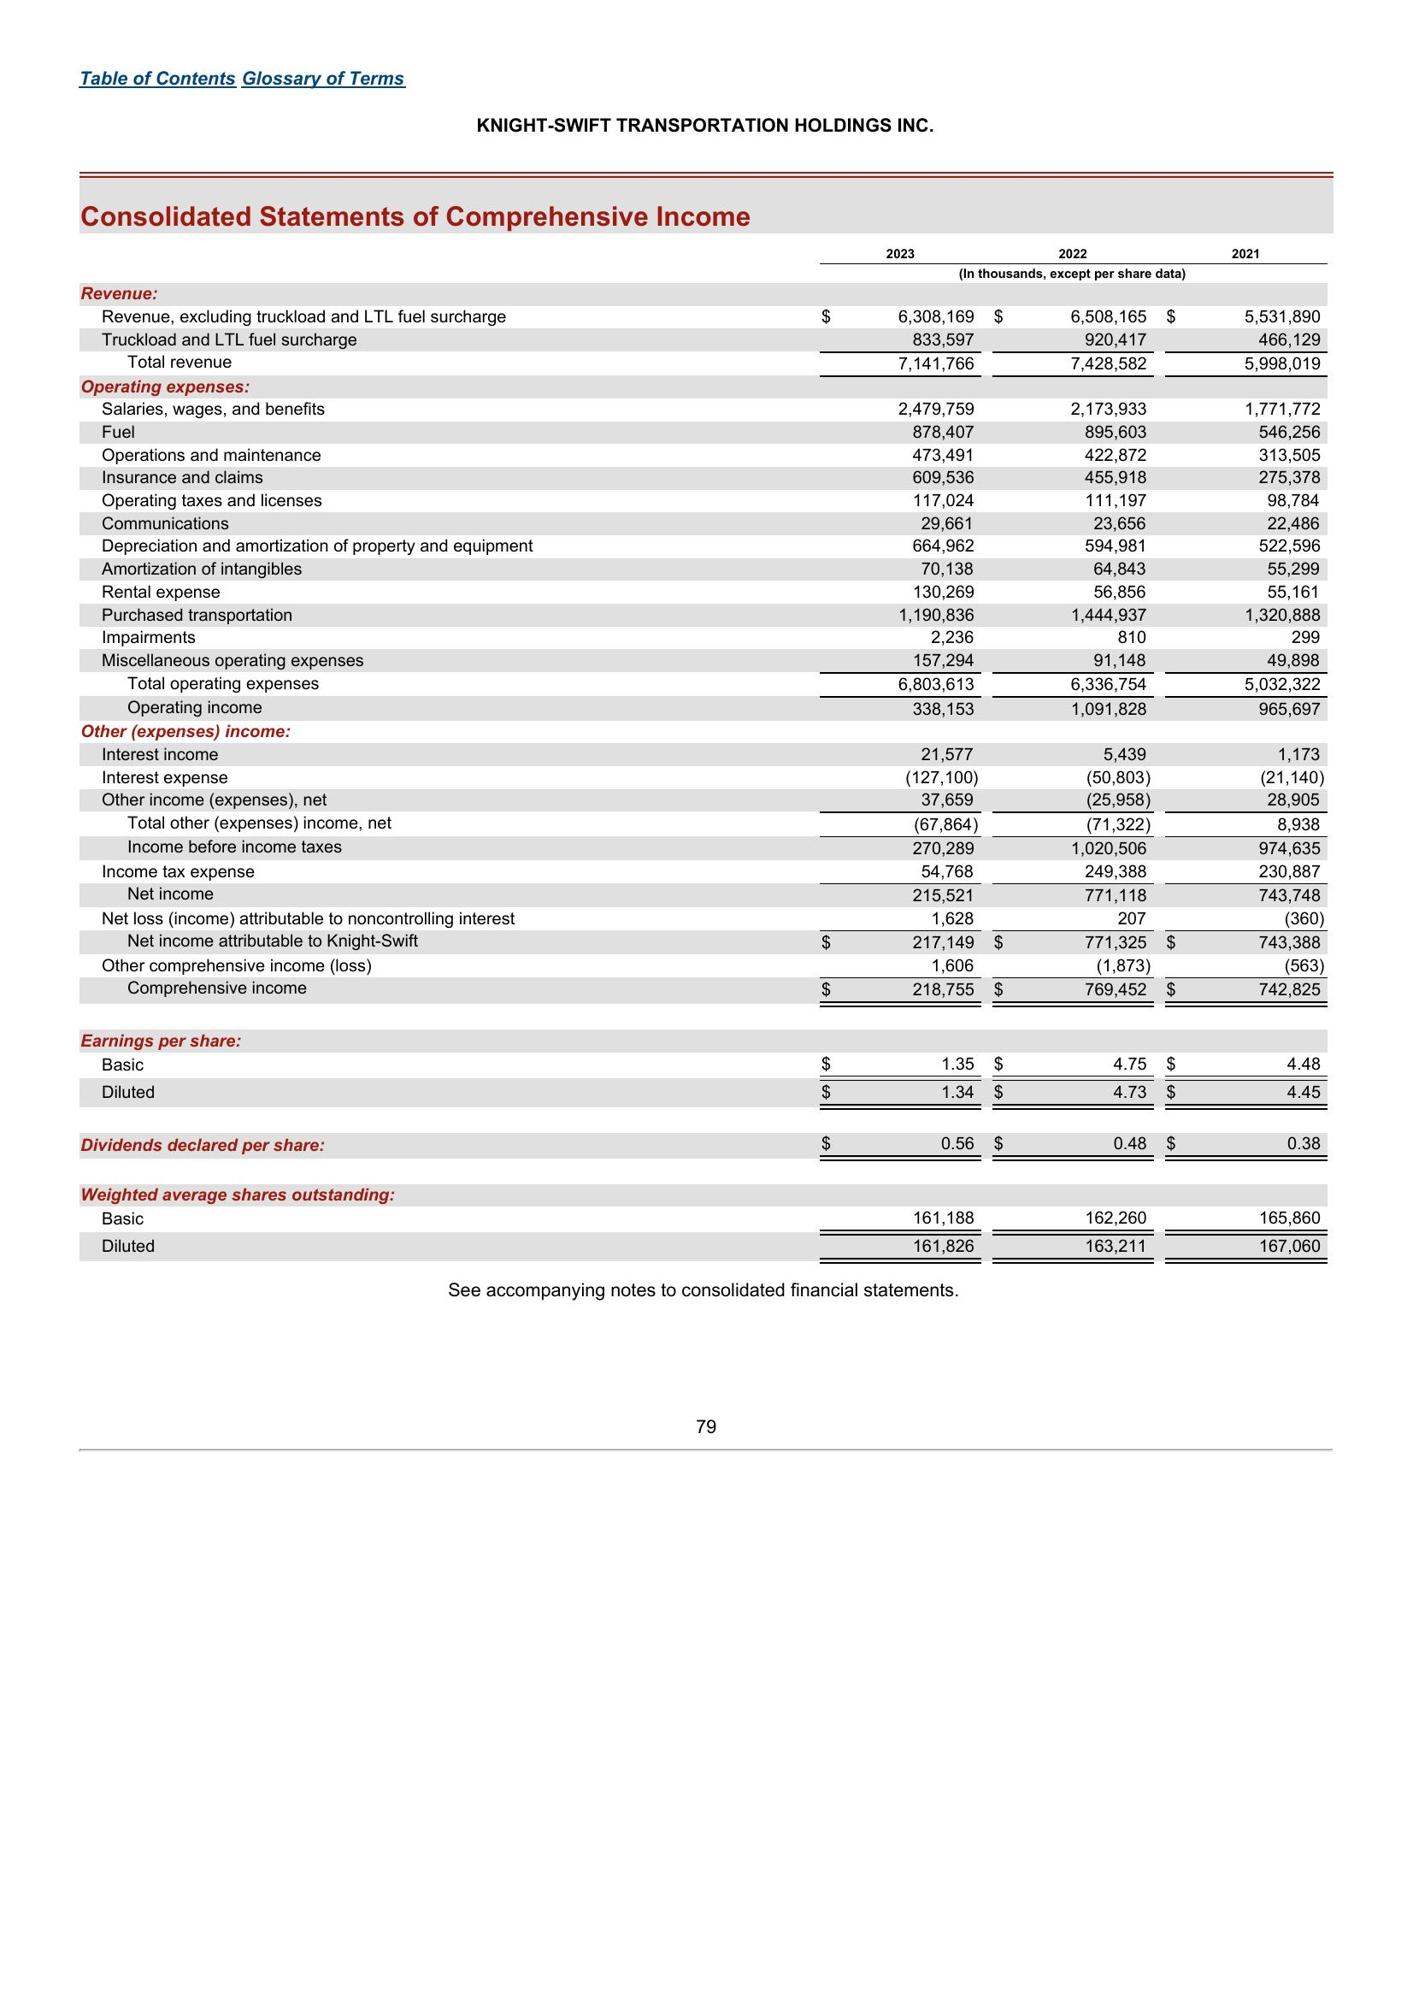 Table of Contents Glossary of Terms
KNIGHT-SWIFT TRANSPORTATION HOLDINGS INC.
Consolidated Statements of Comprehensive Income
2023 2022 2021
(In thousands, except per share data)
Revenue:
Revenue, excluding truckload and LTL fuel surcharge $ 6,308,169 $ 6,508,165 $ 5,531,890
Truckload and LTL fuel surcharge 833,597 920,417 466,129
Total revenue 7,141,766 7,428,582 5,998,019
Operating expenses:
Salaries, wages, and benefits 2,479,759 2,173,933 1,771,772
Fuel 878,407 895,603 546,256
Operations and maintenance 473,491 422,872 313,505
Insurance and claims 609,536 455,918 275,378
Operating taxes and licenses 117,024 111,197 98,784
Communications 29,661 23,656 22,486
Depreciation and amortization of property and equipment 664,962 594,981 522,596
Amortization of intangibles 70,138 64,843 55,299
Rental expense 130,269 56,856 55,161
Purchased transportation 1,190,836 1,444,937 1,320,888
Impairments 2,236 810 299
Miscellaneous operating expenses 157,294 91,148 49,898
Total operating expenses 6,803,613 6,336,754 5,032,322
Operating income 338,153 1,091,828 965,697
Other (expenses) income:
Interest income 21,577 5,439 1,173
Interest expense (127,100) (50,803) (21,140)
Other income (expenses), net 37,659 (25,958) 28,905
Total other (expenses) income, net (67,864) (71,322) 8,938
Income before income taxes 270,289 1,020,506 974,635
Income tax expense 54,768 249,388 230,887
Net income 215,521 771,118 743,748
Net loss (income) attributable to noncontrolling interest 1,628 207 (360)
Net income attributable to Knight-Swift $ 217,149 $ 771,325 $ 743,388
Other comprehensive income (loss) 1,606 (1,873) (563)
Comprehensive income $ 218,755 $ 769,452 $ 742,825
Earnings per share:
Basic $ 1.35 $ 4.75 $ 4.48
Diluted $ 1.34 $ 4.73 $ 4.45
Dividends declared per share: $ 0.56 $ 0.48 $ 0.38
Weighted average shares outstanding:
Basic 161,188 162,260 165,860
Diluted 161,826 163,211 167,060
See accompanying notes to consolidated financial statements.
79